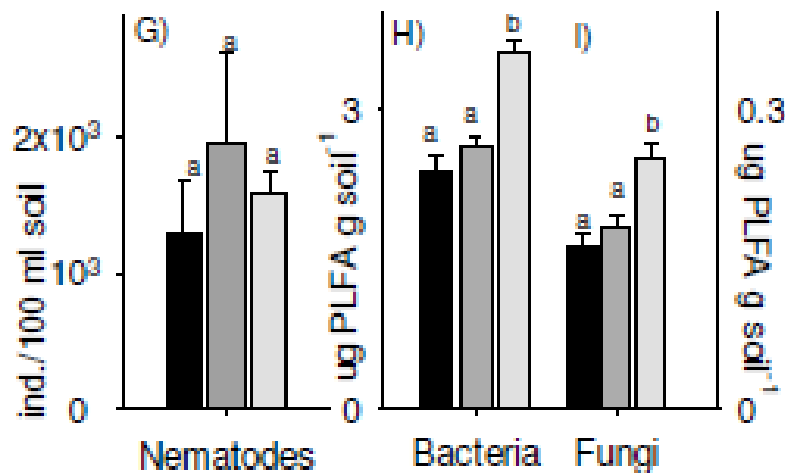 G)
a
a
a
2x10³
10³
0
ind./100 ml soil
Nematodes
H)
a
a
b
3
0
ug PLFA g soil⁻¹
Bacteria
I)
a
a
b
0.3
0
ug PLFA g soil⁻¹
Fungi